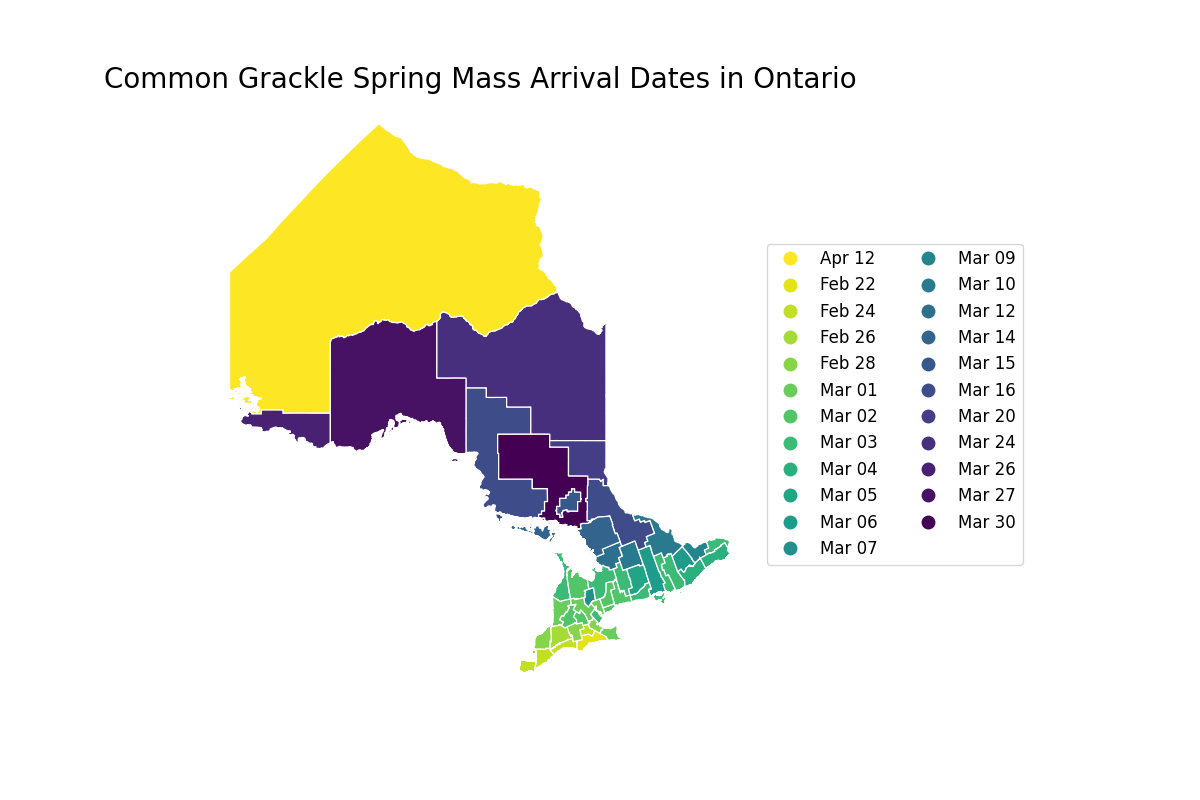 Common Grackle Spring Mass Arrival Dates in Ontario
Apr 12
Feb 22
Feb 24
Feb 26
Feb 28
Mar 01
Mar 02
Mar 03
Mar 04
Mar 05
Mar 06
Mar 07
Mar 09
Mar 10
Mar 12
Mar 14
Mar 15
Mar 16
Mar 20
Mar 24
Mar 26
Mar 27
Mar 30